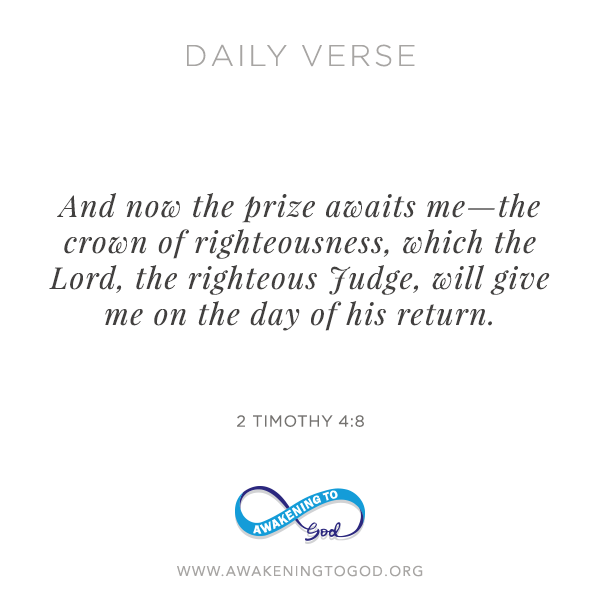 DAILY VERSE
And now the prize awaits me—the
crown of righteousness, which the
Lord, the righteous Judge, will give
me on the day of his return.
2 TIMOTHY 4:8
AWAKENING TO
God
WWW.AWAKENINGTOGOD.ORG